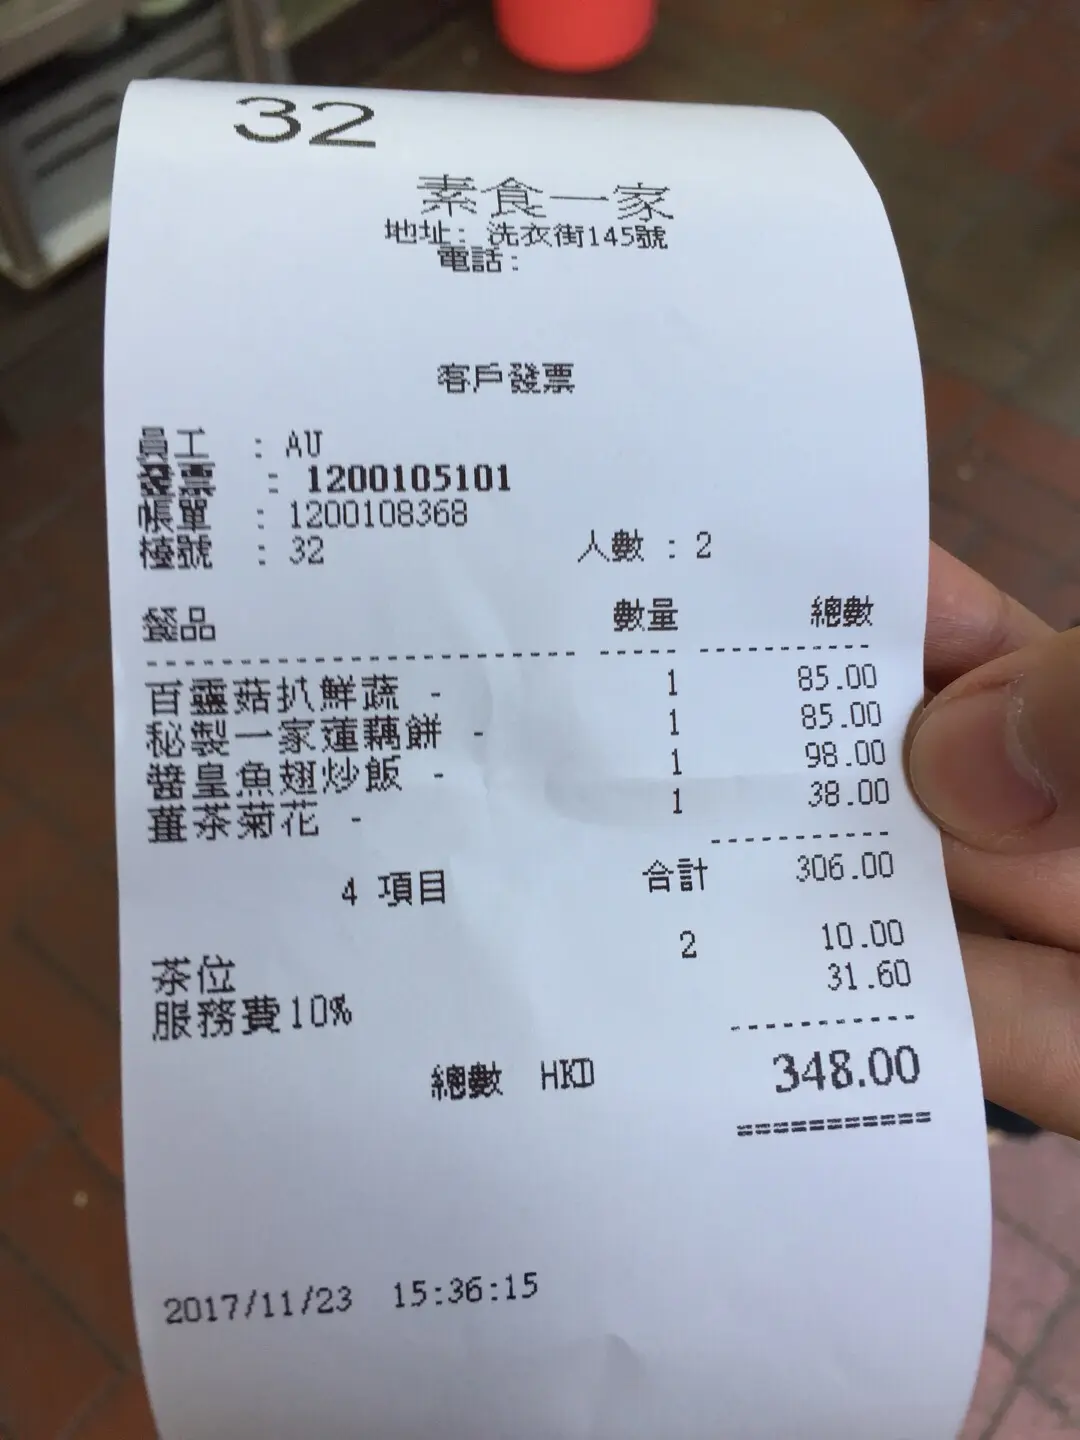 32
素食一家
地址: 洗衣街145號
電話:
客戶發票
員工 : AU
發票 : 1200105101
帳單 : 1200108368
檯號 : 32 人數 : 2
餐品 數量 總數
百靈菇扒鮮蔬 - 1 85.00
秘製一家蓮藕餅 - 1 85.00
醬皇魚翅炒飯 - 1 98.00
薑茶菊花 - 1 38.00
4 項目 合計 306.00
茶位 2 10.00
服務費10% 31.60
總數 HKD 348.00
2017/11/23 15:36:15